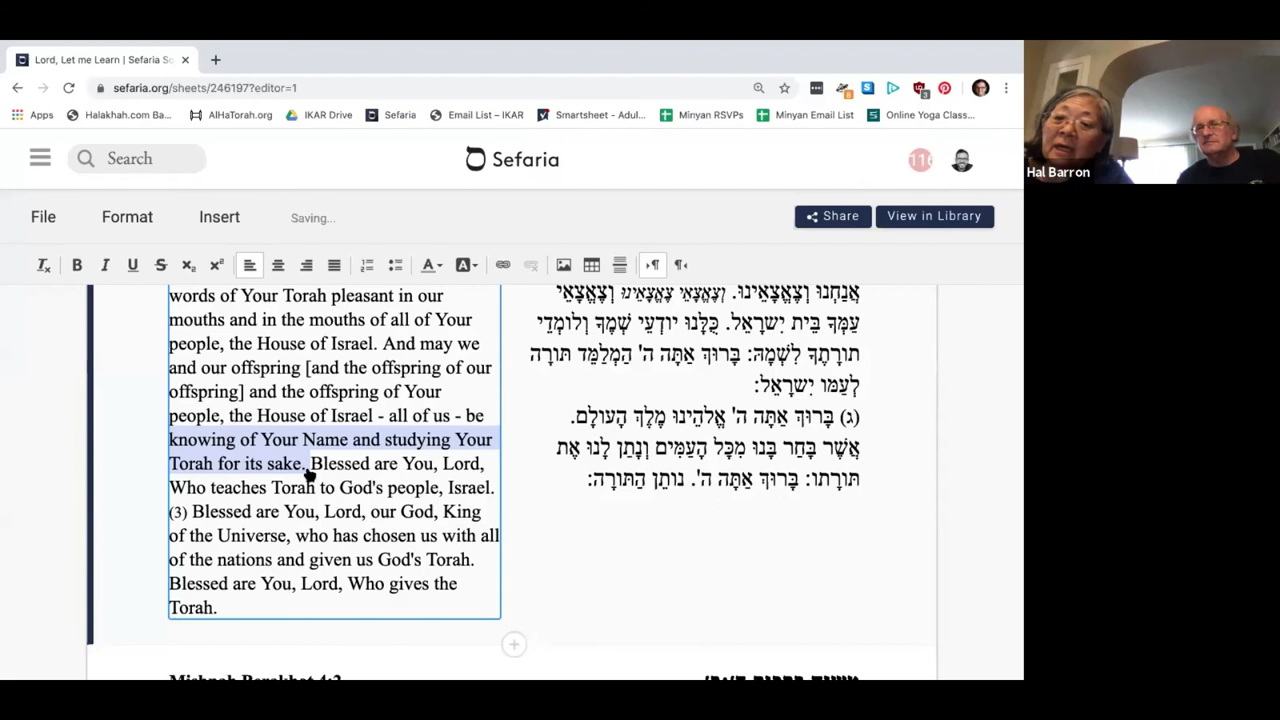 Lord, Let me Learn | Sefaria So
sefaria.org/sheets/246197?editor=1
Apps Halakhah.com Ba... AlHaTorah.org IKAR Drive Sefaria Email List – IKAR Smartsheet - Adul... Minyan RSVPs Minyan Email List Online Yoga Class...
Search
Sefaria
116
File Format Insert Saving...
Share View in Library
words of Your Torah pleasant in our
mouths and in the mouths of all of Your
people, the House of Israel. And may we
and our offspring [and the offspring of our
offspring] and the offspring of Your
people, the House of Israel - all of us - be
knowing of Your Name and studying Your
Torah for its sake. Blessed are You, Lord,
Who teaches Torah to God's people, Israel.
(3) Blessed are You, Lord, our God, King
of the Universe, who has chosen us with all
of the nations and given us God's Torah.
Blessed are You, Lord, Who gives the
Torah.
אֲנַחְנוּ וְצֶאֱצָאֵינוּ. וְצֶאֱצָאֵי צֶאֱצָאֵינוּ וְצֶאֱצָאֵי
עַמְּךָ בֵּית יִשְׂרָאֵל. כֻּלָּנוּ יוֹדְעֵי שְׁמֶךָ וְלוֹמְדֵי
תוֹרָתֶךָ לִשְׁמָהּ: בָּרוּךְ אַתָּה ה' הַמְלַמֵּד תּוֹרָה
לְעַמּוֹ יִשְׂרָאֵל:
(ג) בָּרוּךְ אַתָּה ה' אֱלֹהֵינוּ מֶלֶךְ הָעוֹלָם.
אֲשֶׁר בָּחַר בָּנוּ מִכָּל הָעַמִּים וְנָתַן לָנוּ אֶת
תּוֹרָתוֹ: בָּרוּךְ אַתָּה ה'. נוֹתֵן הַתּוֹרָה:
Mishnah Berakhot 4:2
Hal Barron